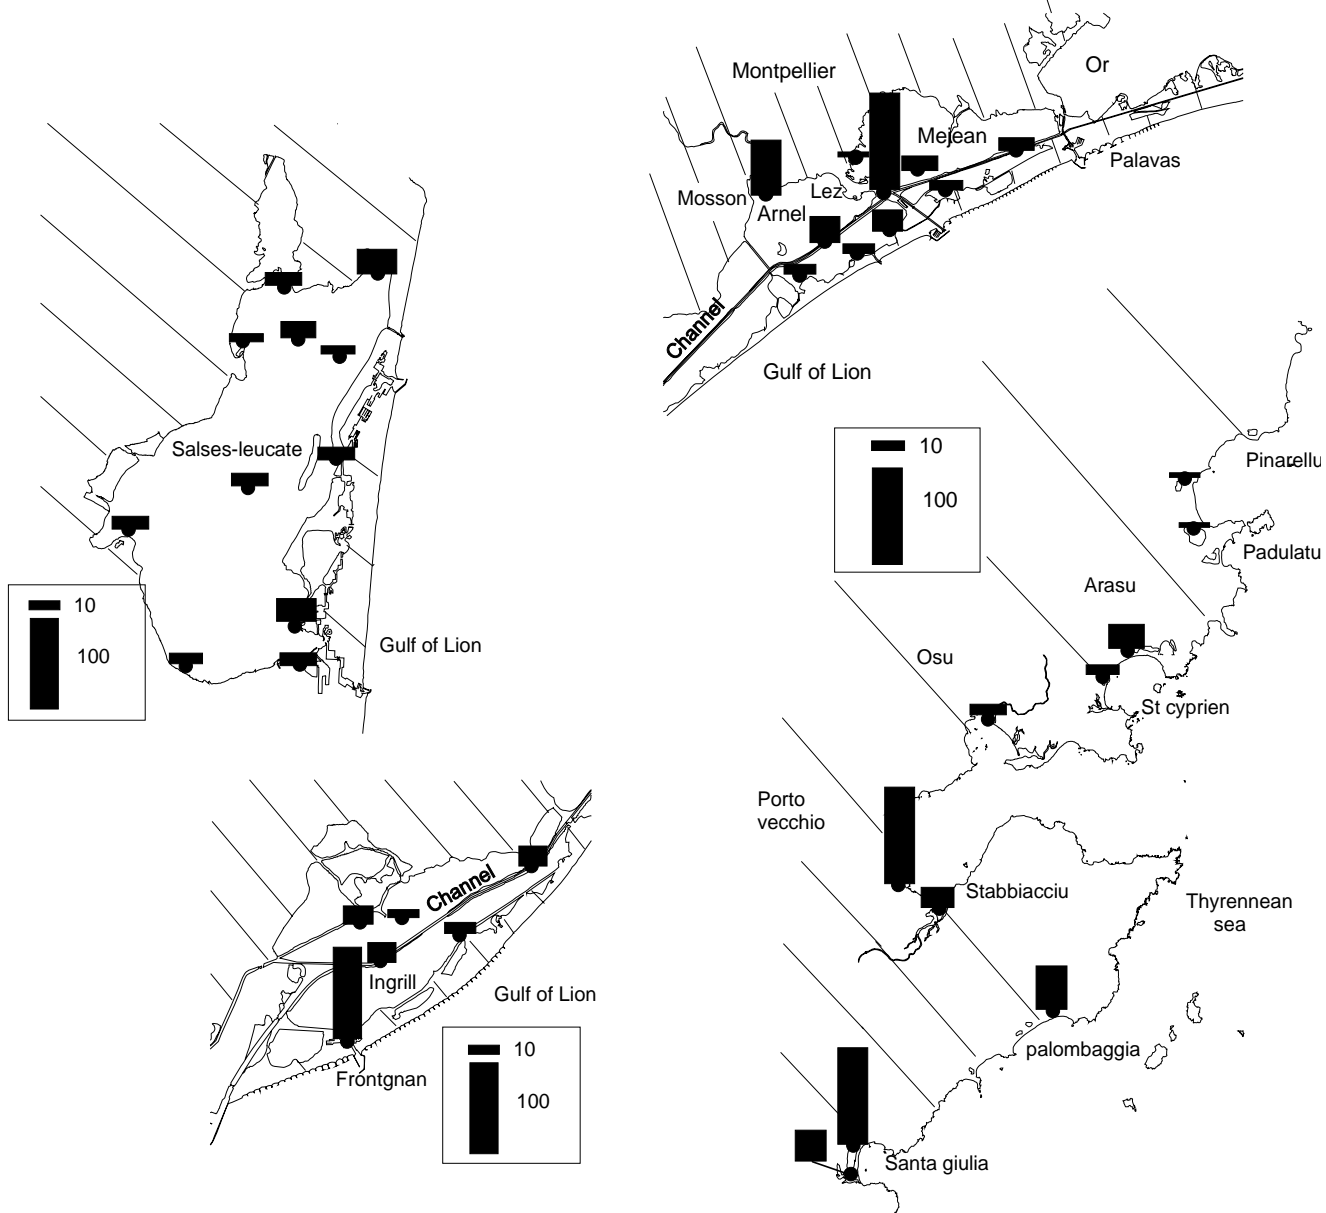 Montpellier
Or
Mejean
Palavas
Mosson
Lez
Arnel
Channel
Gulf of Lion
Salses-leucate
10
100
Gulf of Lion
10
100
Pinarellu
Padulatu
Arasu
Osu
St cyprien
Porto
vecchio
Stabbiacciu
Thyrennean
sea
palombaggia
Santa giulia
Channel
Ingrill
Gulf of Lion
Frontgnan
10
100